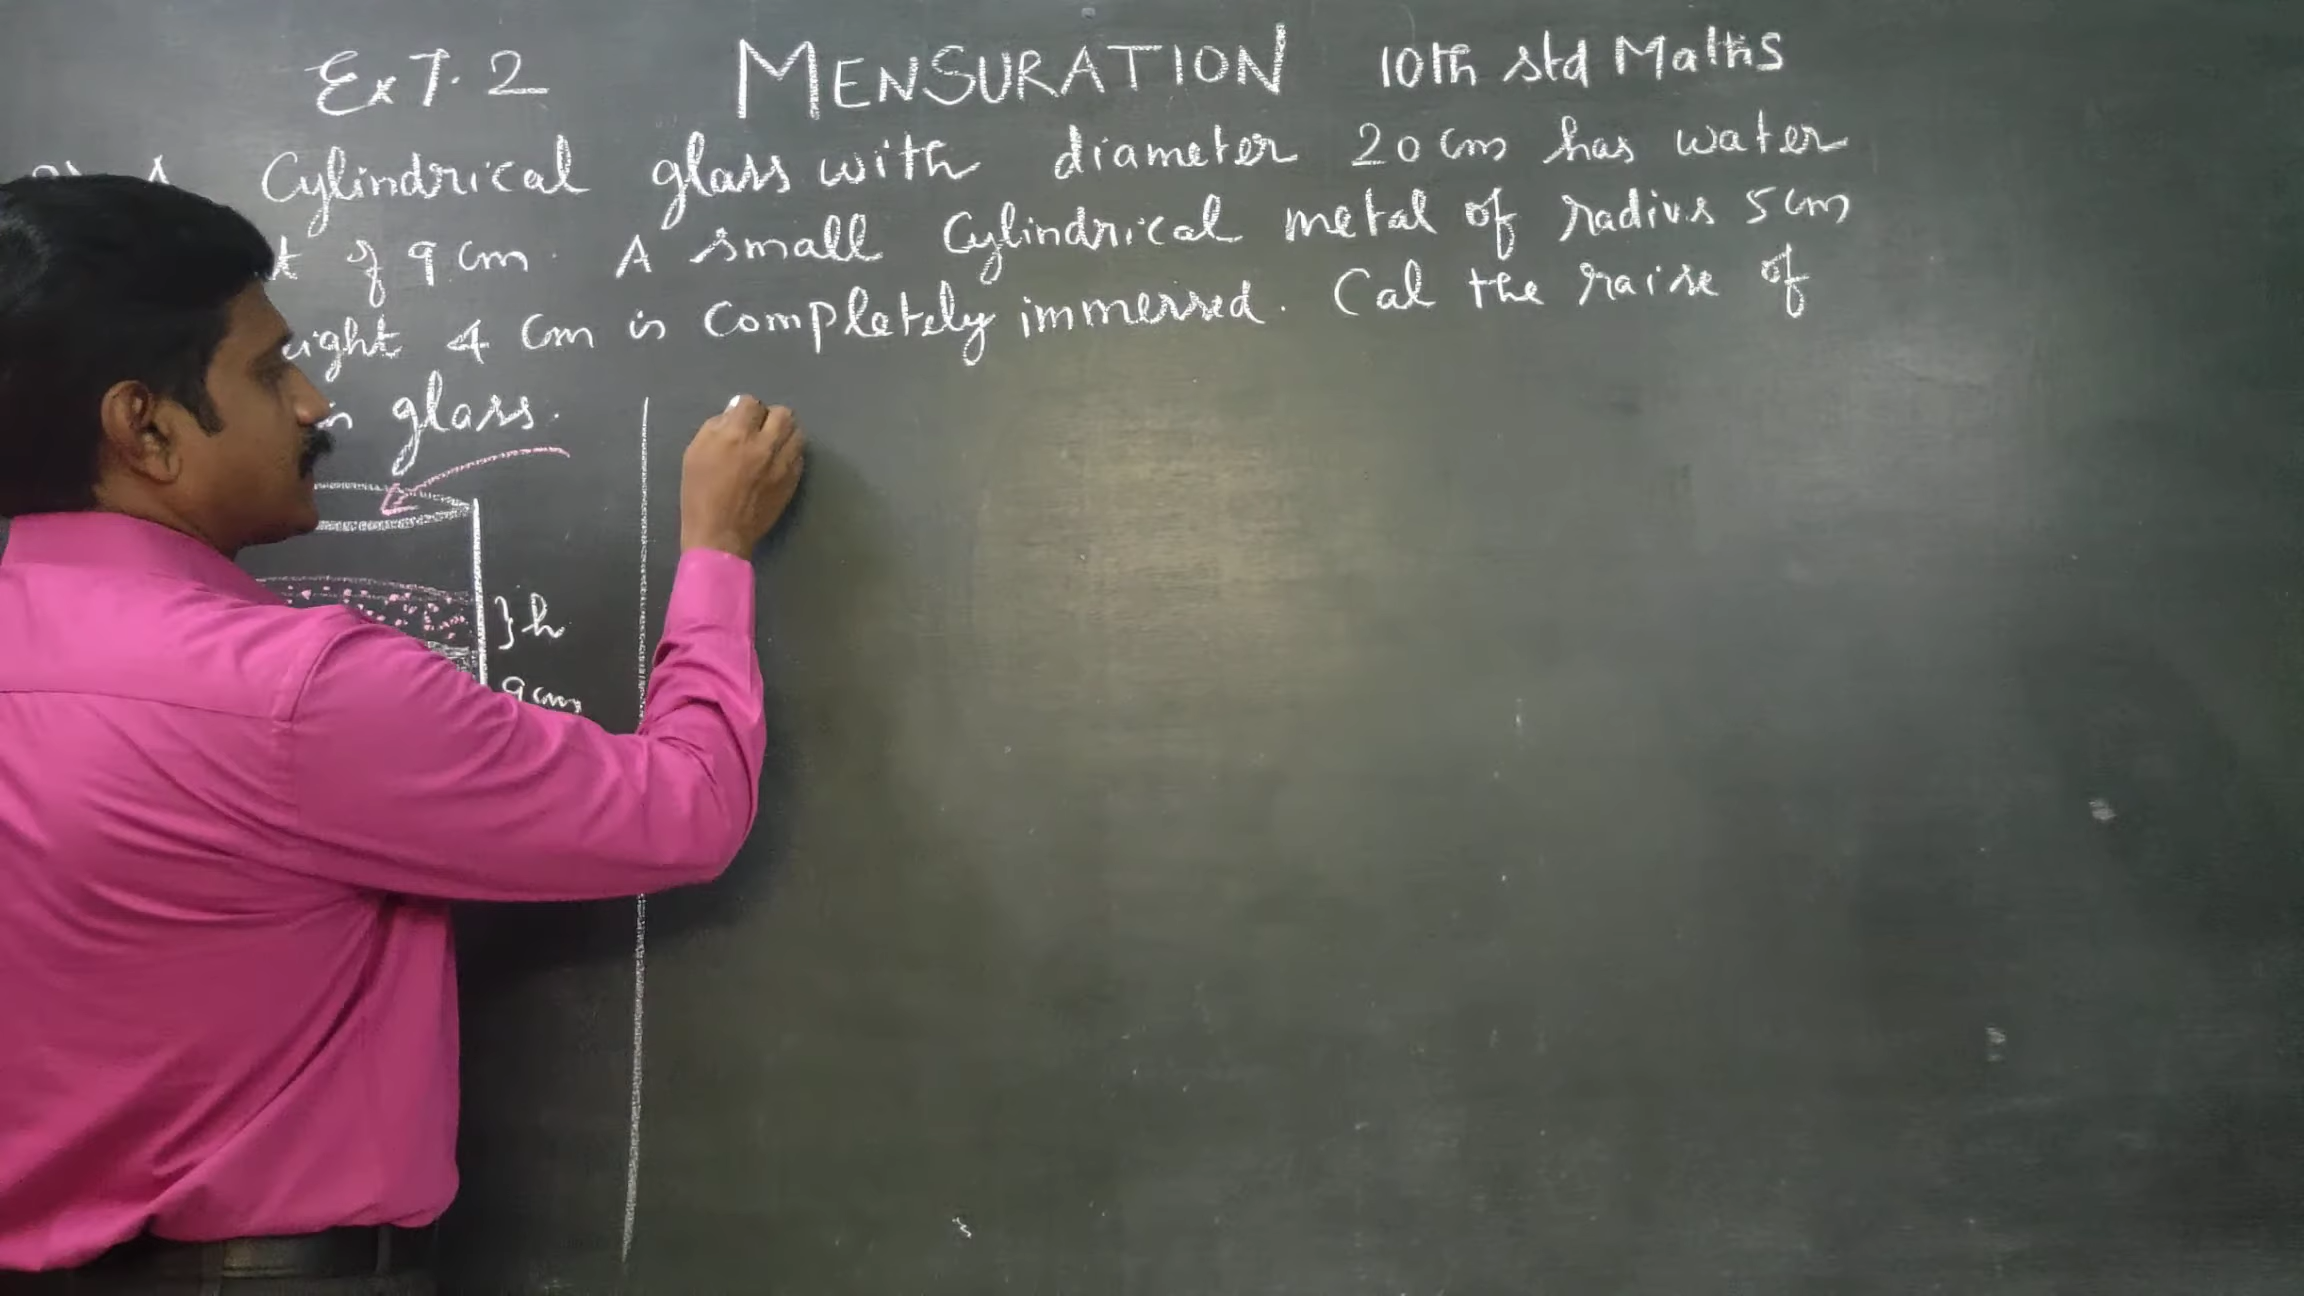 Ex 7.2 MENSURATION 10th std Maths
Cylindrical glass with diameter 20 cm has water
of 9 cm. A small Cylindrical metal of radius 5 cm
4 cm is completely immersed. Cal the raise of
glass.
} h
9 cm